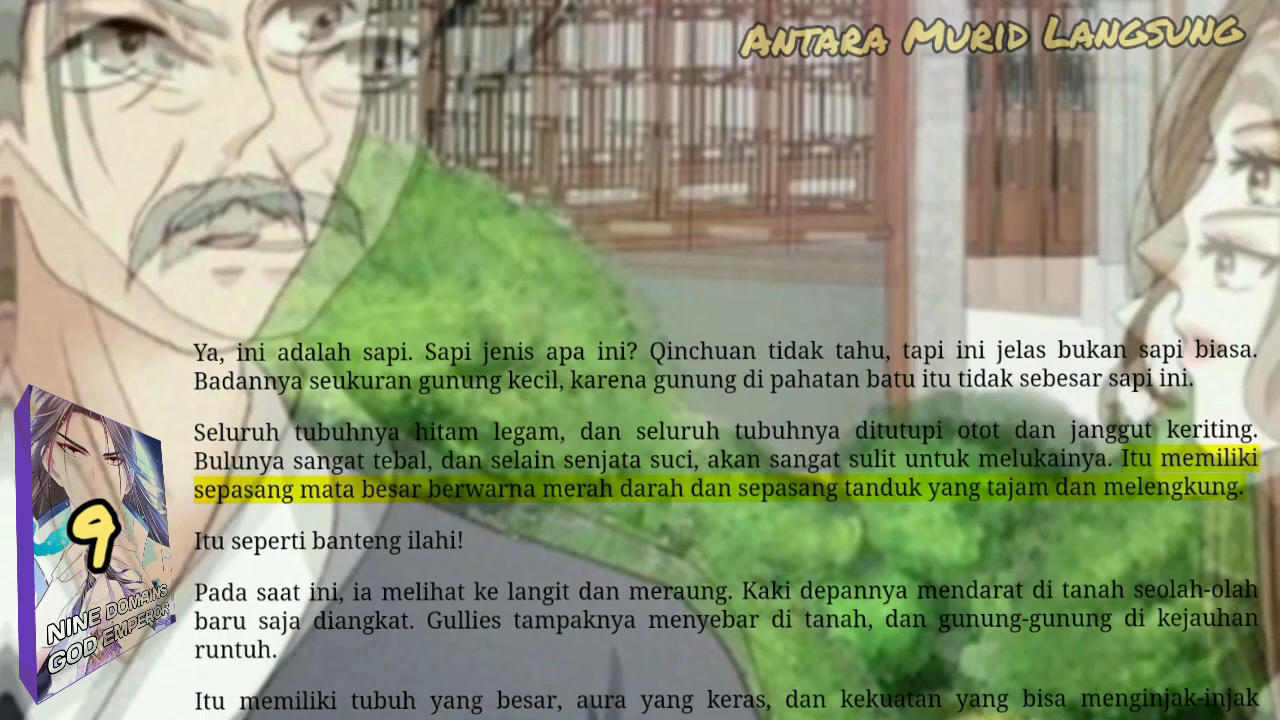 Antara Murid Langsung
Ya, ini adalah sapi. Sapi jenis apa ini? Qinchuan tidak tahu, tapi ini jelas bukan sapi biasa.
Badannya seukuran gunung kecil, karena gunung di pahatan batu itu tidak sebesar sapi ini.
Seluruh tubuhnya hitam legam, dan seluruh tubuhnya ditutupi otot dan janggut keriting.
Bulunya sangat tebal, dan selain senjata suci, akan sangat sulit untuk melukainya. Itu memiliki
sepasang mata besar berwarna merah darah dan sepasang tanduk yang tajam dan melengkung.
Itu seperti banteng ilahi!
Pada saat ini, ia melihat ke langit dan meraung. Kaki depannya mendarat di tanah seolah-olah
baru saja diangkat. Gullies tampaknya menyebar di tanah, dan gunung-gunung di kejauhan
runtuh.
Itu memiliki tubuh yang besar, aura yang keras, dan kekuatan yang bisa menginjak-injak
9
NINE DOMAINS
GOD EMPEROR